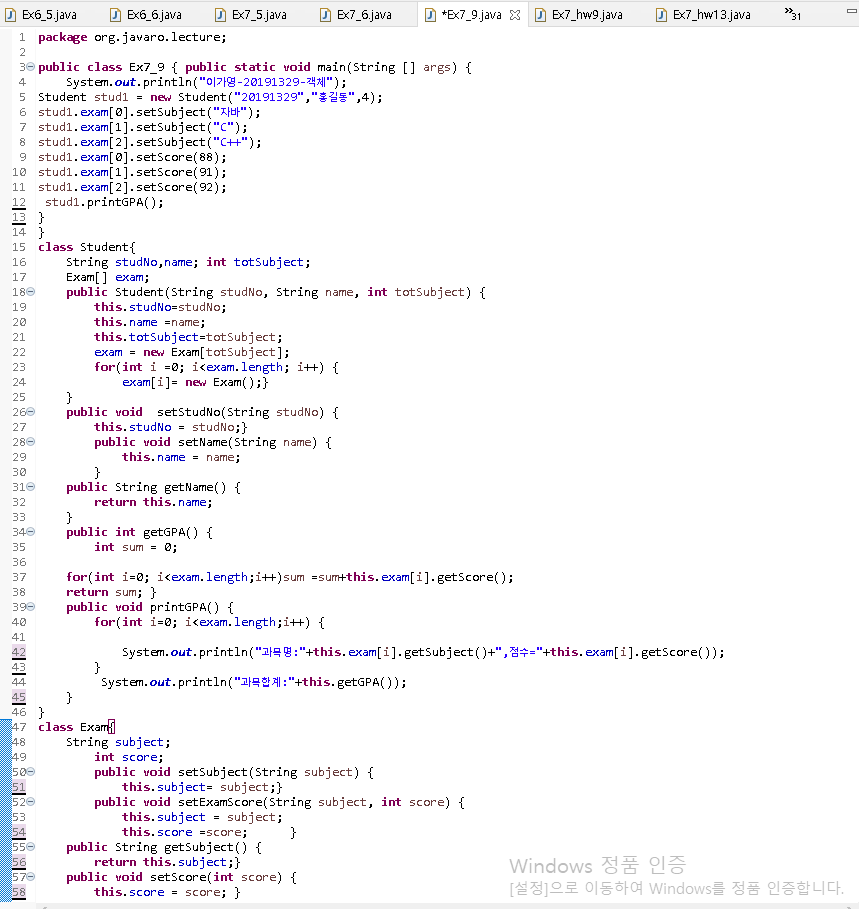 Ex6_5.java Ex6_6.java Ex7_5.java Ex7_6.java *Ex7_9.java Ex7_hw9.java Ex7_hw13.java »31
1 package org.javaro.lecture;
2
3 public class Ex7_9 { public static void main(String [] args) {
4 System.out.println("이가영-20191329-객체");
5 Student stud1 = new Student("20191329","홍길동",4);
6 stud1.exam[0].setSubject("자바");
7 stud1.exam[1].setSubject("C");
8 stud1.exam[2].setSubject("C++");
9 stud1.exam[0].setScore(88);
10 stud1.exam[1].setScore(91);
11 stud1.exam[2].setScore(92);
12 stud1.printGPA();
13 }
14 }
15 class Student{
16 String studNo,name; int totSubject;
17 Exam[] exam;
18 public Student(String studNo, String name, int totSubject) {
19 this.studNo=studNo;
20 this.name =name;
21 this.totSubject=totSubject;
22 exam = new Exam[totSubject];
23 for(int i =0; i<exam.length; i++) {
24 exam[i]= new Exam();}
25 }
26 public void  setStudNo(String studNo) {
27 this.studNo = studNo;}
28 public void setName(String name) {
29 this.name = name;
30 }
31 public String getName() {
32 return this.name;
33 }
34 public int getGPA() {
35 int sum = 0;
36
37 for(int i=0; i<exam.length;i++)sum =sum+this.exam[i].getScore();
38 return sum; }
39 public void printGPA() {
40 for(int i=0; i<exam.length;i++) {
41
42 System.out.println("과목명:"+this.exam[i].getSubject()+",점수="+this.exam[i].getScore());
43 }
44 System.out.println("과목합계:"+this.getGPA());
45 }
46 }
47 class Exam{
48 String subject;
49 int score;
50 public void setSubject(String subject) {
51 this.subject= subject;}
52 public void setExamScore(String subject, int score) {
53 this.subject = subject;
54 this.score =score; }
55 public String getSubject() {
56 return this.subject;}
57 public void setScore(int score) {
58 this.score = score; }
Windows 정품 인증
[설정]으로 이동하여 Windows를 정품 인증합니다.